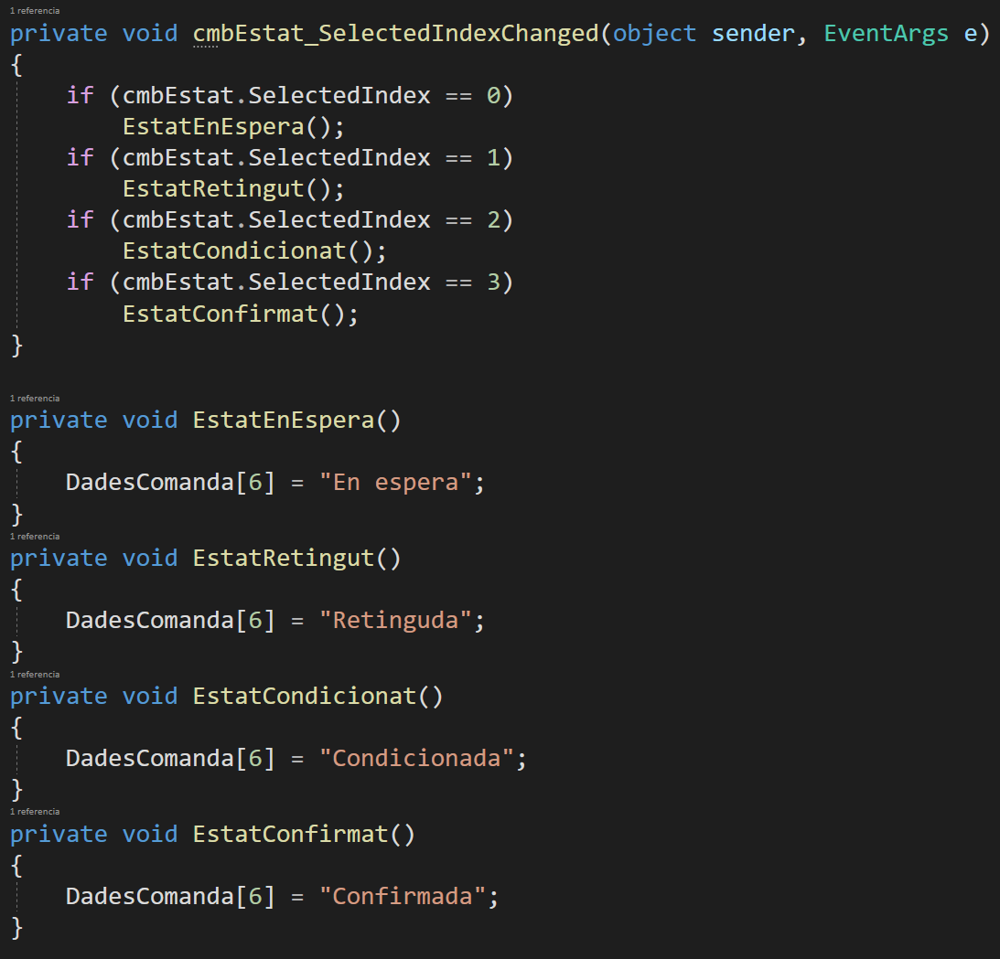 1 referencia
private void cmbEstat_SelectedIndexChanged(object sender, EventArgs e)
{
    if (cmbEstat.SelectedIndex == 0)
        EstatEnEspera();
    if (cmbEstat.SelectedIndex == 1)
        EstatRetingut();
    if (cmbEstat.SelectedIndex == 2)
        EstatCondicionat();
    if (cmbEstat.SelectedIndex == 3)
        EstatConfirmat();
}
1 referencia
private void EstatEnEspera()
{
    DadesComanda[6] = "En espera";
}
1 referencia
private void EstatRetingut()
{
    DadesComanda[6] = "Retinguda";
}
1 referencia
private void EstatCondicionat()
{
    DadesComanda[6] = "Condicionada";
}
1 referencia
private void EstatConfirmat()
{
    DadesComanda[6] = "Confirmada";
}